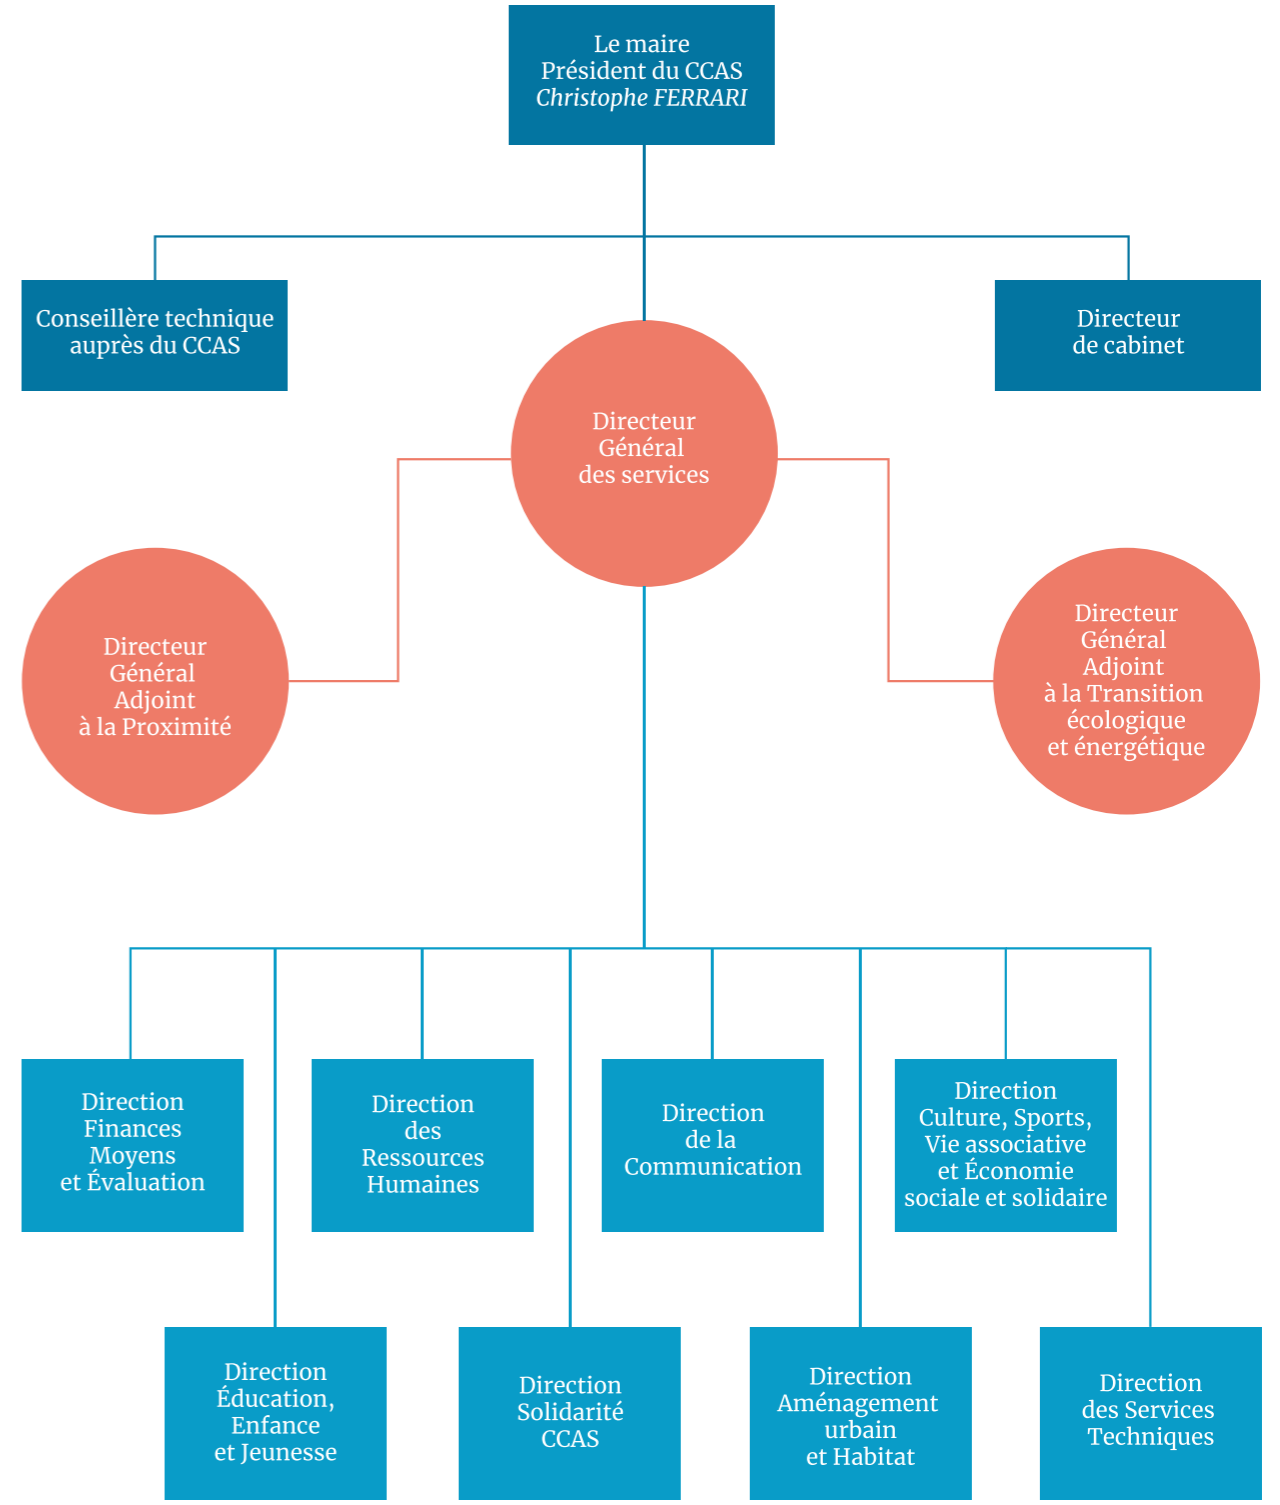 Le maire
Président du CCAS
Christophe FERRARI
Conseillère technique
auprès du CCAS
Directeur
de cabinet
Directeur
Général
des services
Directeur
Général
Adjoint
à la Proximité
Directeur
Général
Adjoint
à la Transition
écologique
et énergétique
Direction
Finances
Moyens
et Évaluation
Direction
des
Ressources
Humaines
Direction
de la
Communication
Direction
Culture, Sports,
Vie associative
et Économie
sociale et solidaire
Direction
Éducation,
Enfance
et Jeunesse
Direction
Solidarité
CCAS
Direction
Aménagement
urbain
et Habitat
Direction
des Services
Techniques